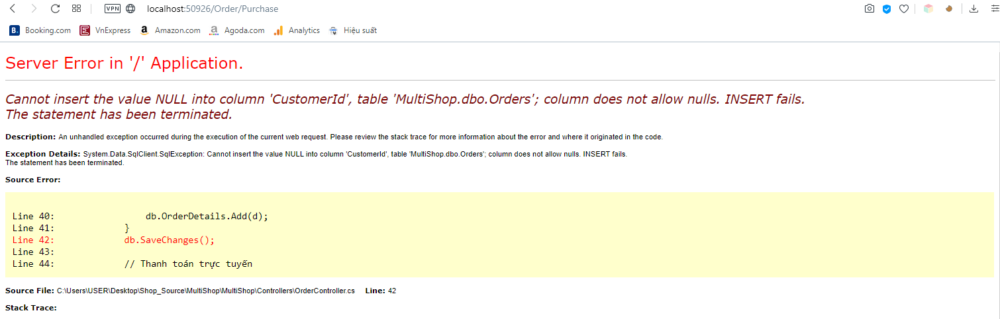 VPN localhost:50926/Order/Purchase
B. Booking.com E VnExpress a Amazon.com a Agoda.com Analytics Hiệu suất
Server Error in '/' Application.
Cannot insert the value NULL into column 'CustomerId', table 'MultiShop.dbo.Orders'; column does not allow nulls. INSERT fails.
The statement has been terminated.
Description: An unhandled exception occurred during the execution of the current web request. Please review the stack trace for more information about the error and where it originated in the code.
Exception Details: System.Data.SqlClient.SqlException: Cannot insert the value NULL into column 'CustomerId', table 'MultiShop.dbo.Orders'; column does not allow nulls. INSERT fails.
The statement has been terminated.
Source Error:
Line 40:                 db.OrderDetails.Add(d);
Line 41:             }
Line 42:             db.SaveChanges();
Line 43:
Line 44:             // Thanh toán trực tuyến
Source File: C:\Users\USER\Desktop\Shop_Source\MultiShop\MultiShop\Controllers\OrderController.cs    Line: 42
Stack Trace: